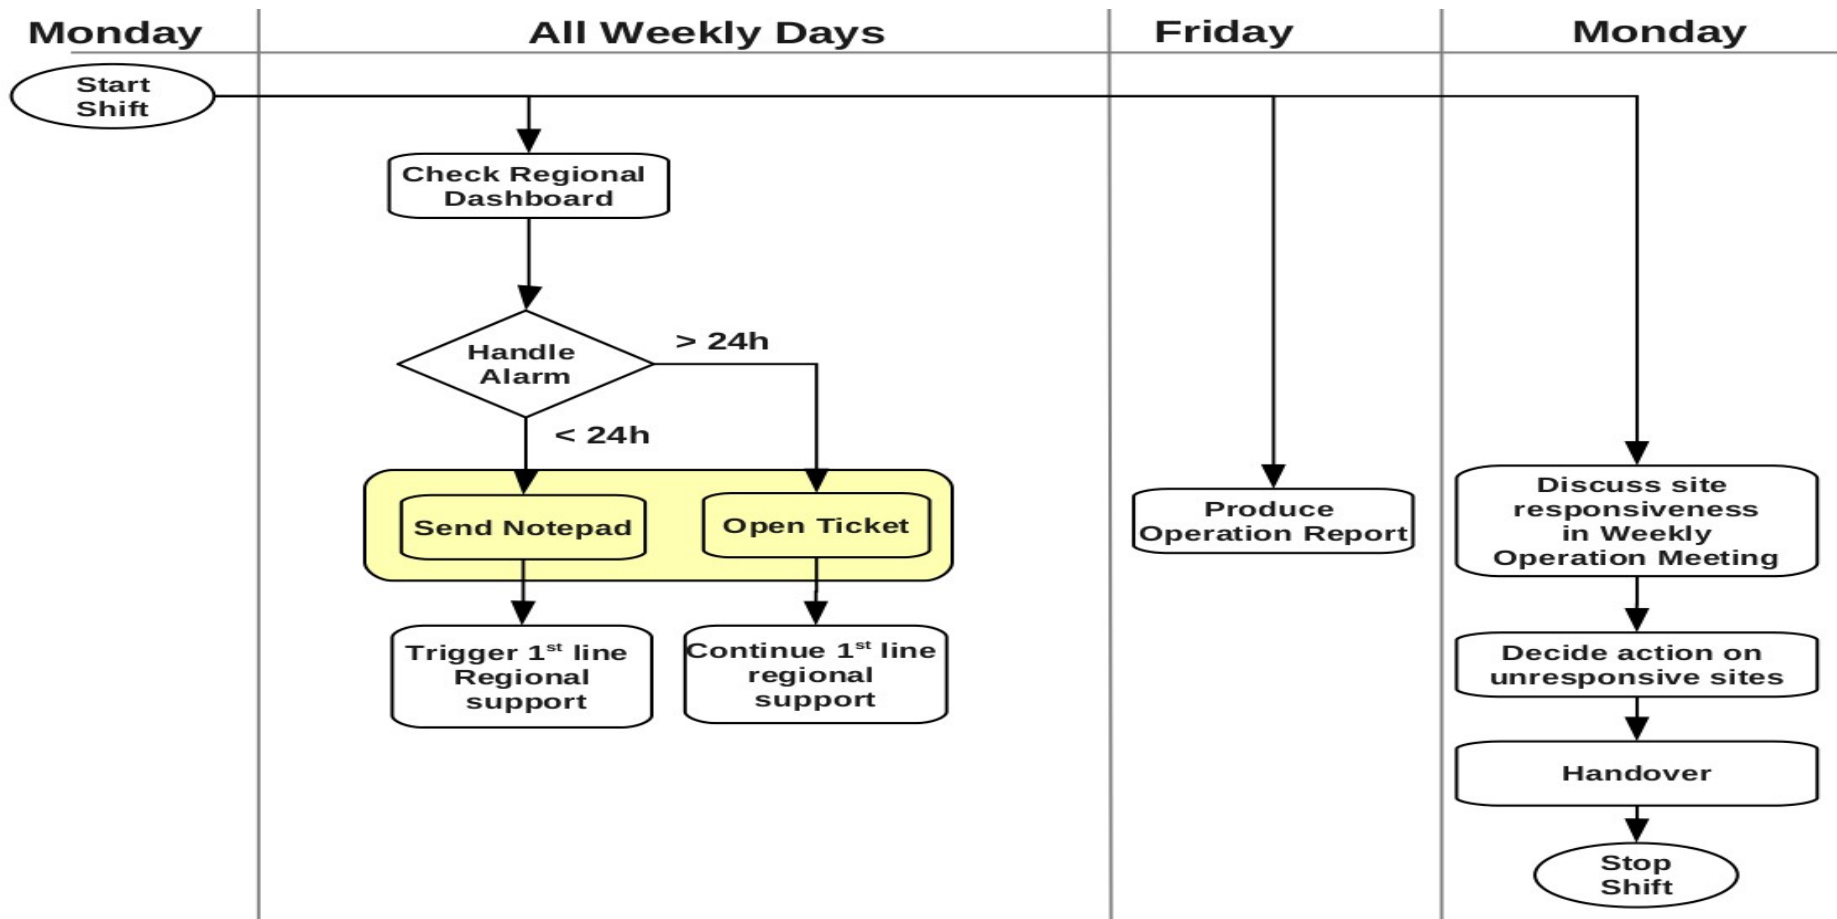 Monday
All Weekly Days
Friday
Monday
Start
Shift
Check Regional
Dashboard
Handle
Alarm
> 24h
< 24h
Send Notepad
Open Ticket
Trigger 1st line
Regional
support
Continue 1st line
regional
support
Produce
Operation Report
Discuss site
responsiveness
in Weekly
Operation Meeting
Decide action on
unresponsive sites
Handover
Stop
Shift